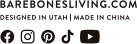 BAREBONESLIVING.COM
DESIGNED IN UTAH | MADE IN CHINA